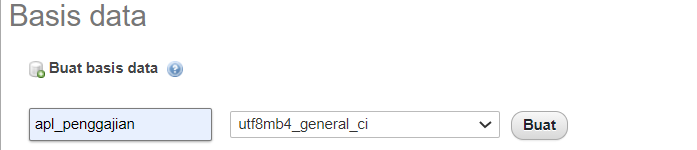 Basis data
Buat basis data
apl_penggajian utf8mb4_general_ci Buat